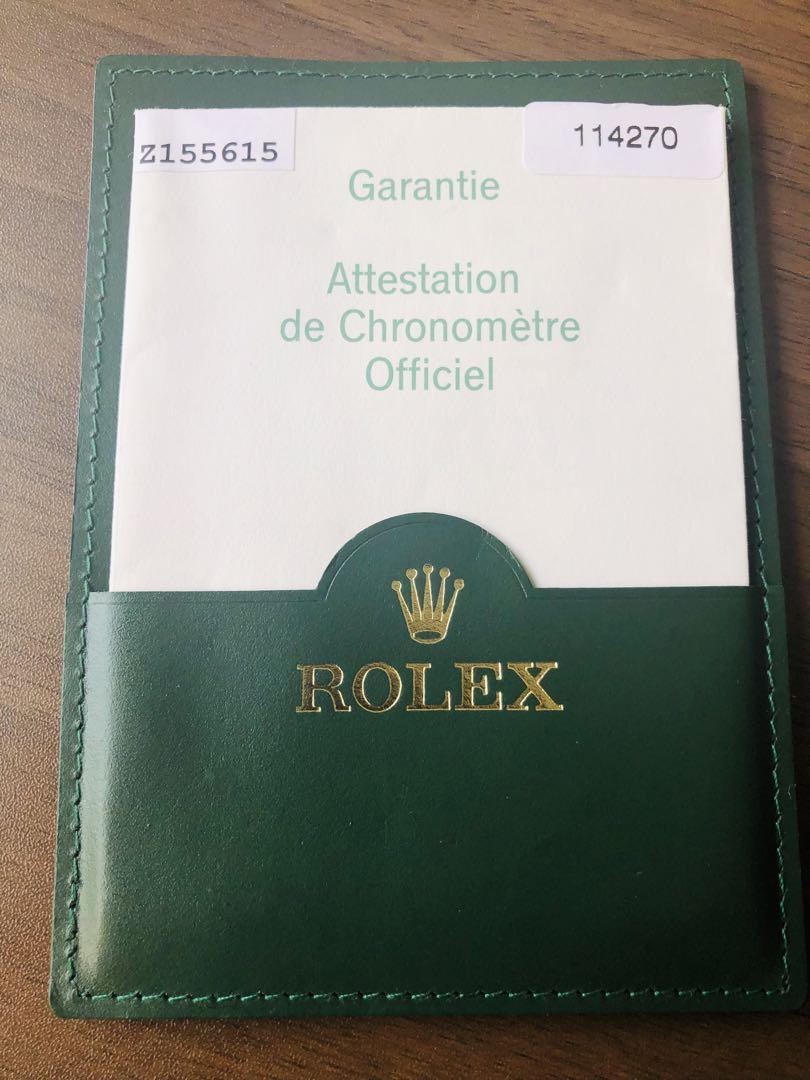 Z155615
114270
Garantie
Attestation
de Chronomètre
Officiel
ROLEX